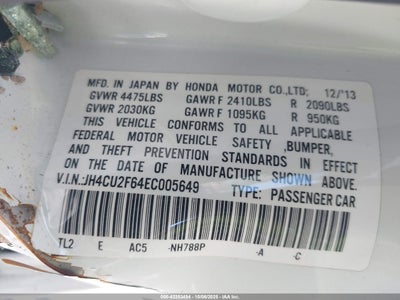 MFD. IN JAPAN BY HONDA MOTOR CO.,LTD; 12/'13
GVWR 4475LBS GAWR F 2410LBS R 2090LBS
GVWR 2030KG GAWR F 1095KG R 950KG
THIS VEHICLE CONFORMS TO ALL APPLICABLE
FEDERAL MOTOR VEHICLE SAFETY ,BUMPER,
AND THEFT PREVENTION STANDARDS IN EFFECT
ON THE DATE OF MANUFACTURE SHOWN ABOVE.
V.I.N.:JH4CU2F64EC005649 TYPE: PASSENGER CAR
TL2 E AC5 -NH788P -A -C